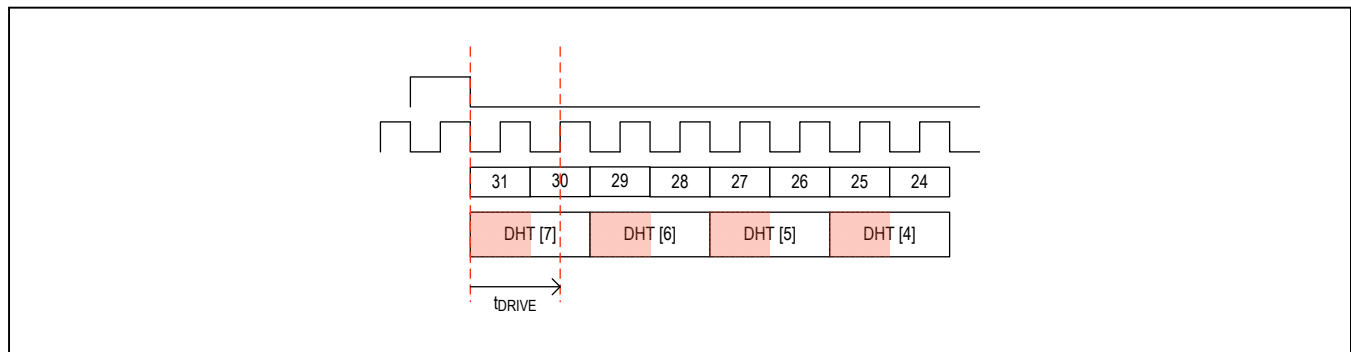 31 30 29 28 27 26 25 24
DHT [7] DHT [6] DHT [5] DHT [4]
tDRIVE